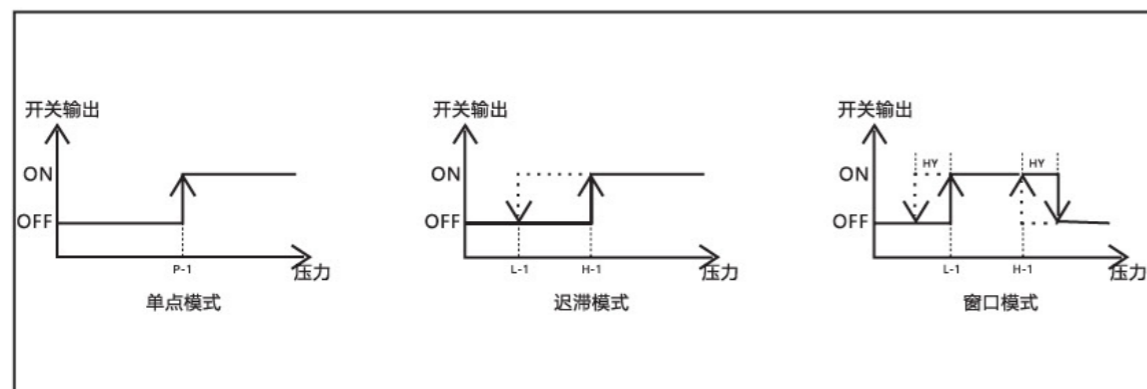 开关输出
ON
OFF
P-1
压力
单点模式
开关输出
ON
OFF
L-1
H-1
压力
迟滞模式
开关输出
HY
HY
ON
OFF
L-1
H-1
压力
窗口模式